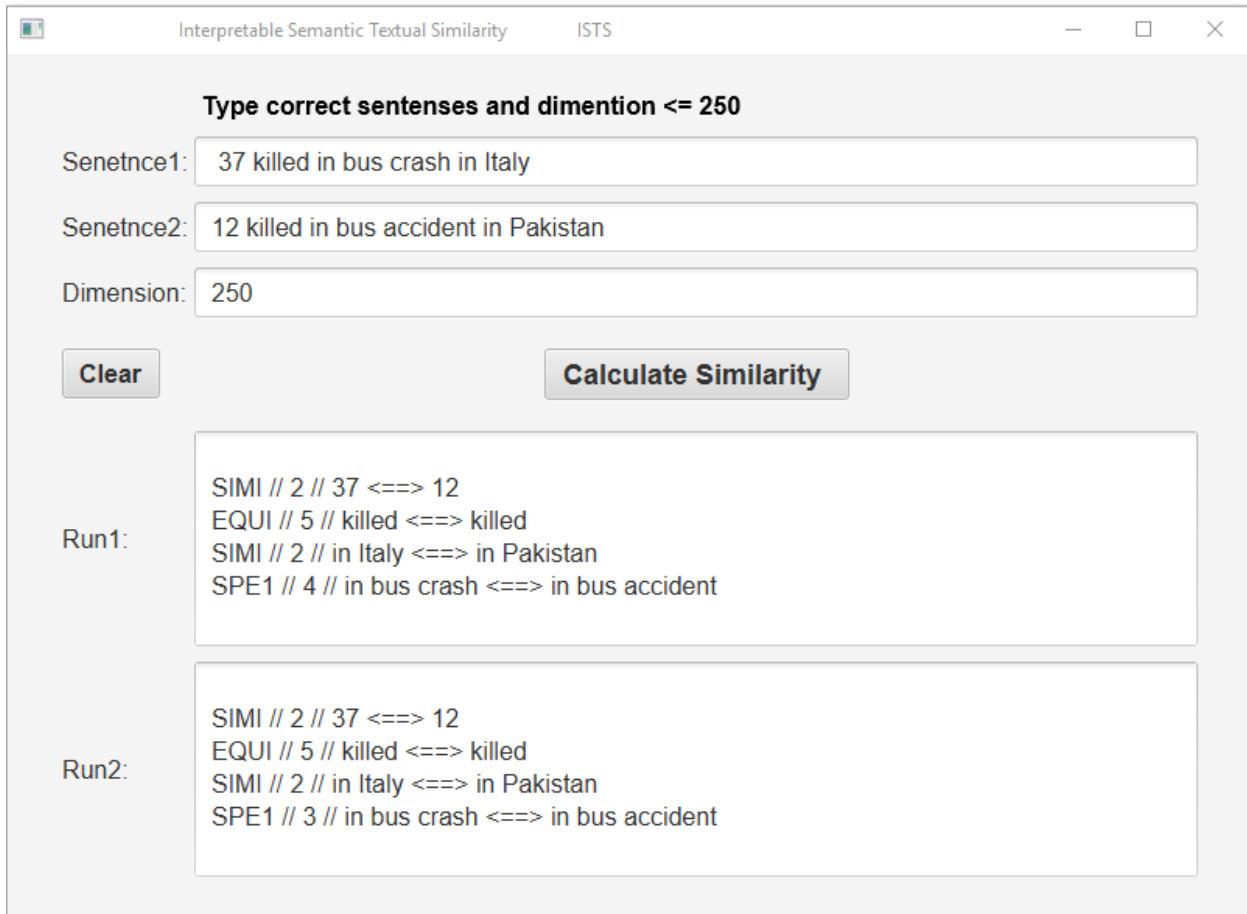 Interpretable Semantic Textual Similarity ISTS
Type correct sentenses and dimention <= 250
Senetnce1: 37 killed in bus crash in Italy
Senetnce2: 12 killed in bus accident in Pakistan
Dimension: 250
Clear Calculate Similarity
Run1:
SIMI // 2 // 37 <==> 12
EQUI // 5 // killed <==> killed
SIMI // 2 // in Italy <==> in Pakistan
SPE1 // 4 // in bus crash <==> in bus accident
Run2:
SIMI // 2 // 37 <==> 12
EQUI // 5 // killed <==> killed
SIMI // 2 // in Italy <==> in Pakistan
SPE1 // 3 // in bus crash <==> in bus accident